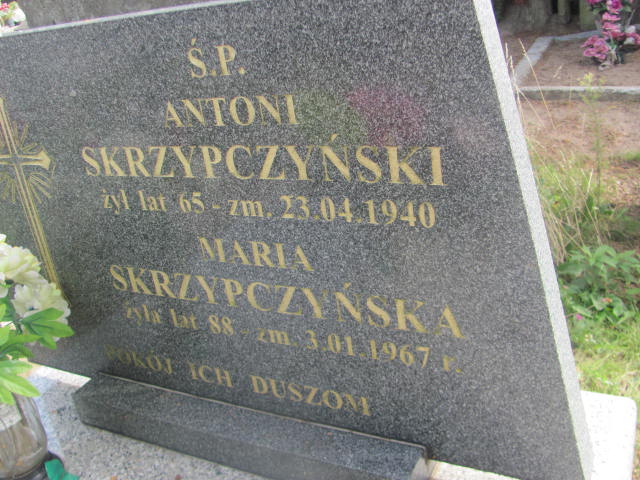 Ś.P.
ANTONI
SKRZYPCZYŃSKI
żył lat 65 - zm. 23.04.1940
MARIA
SKRZYPCZYŃSKA
żyła lat 88 - zm. 3.01.1967 r.
POKÓJ ICH DUSZOM